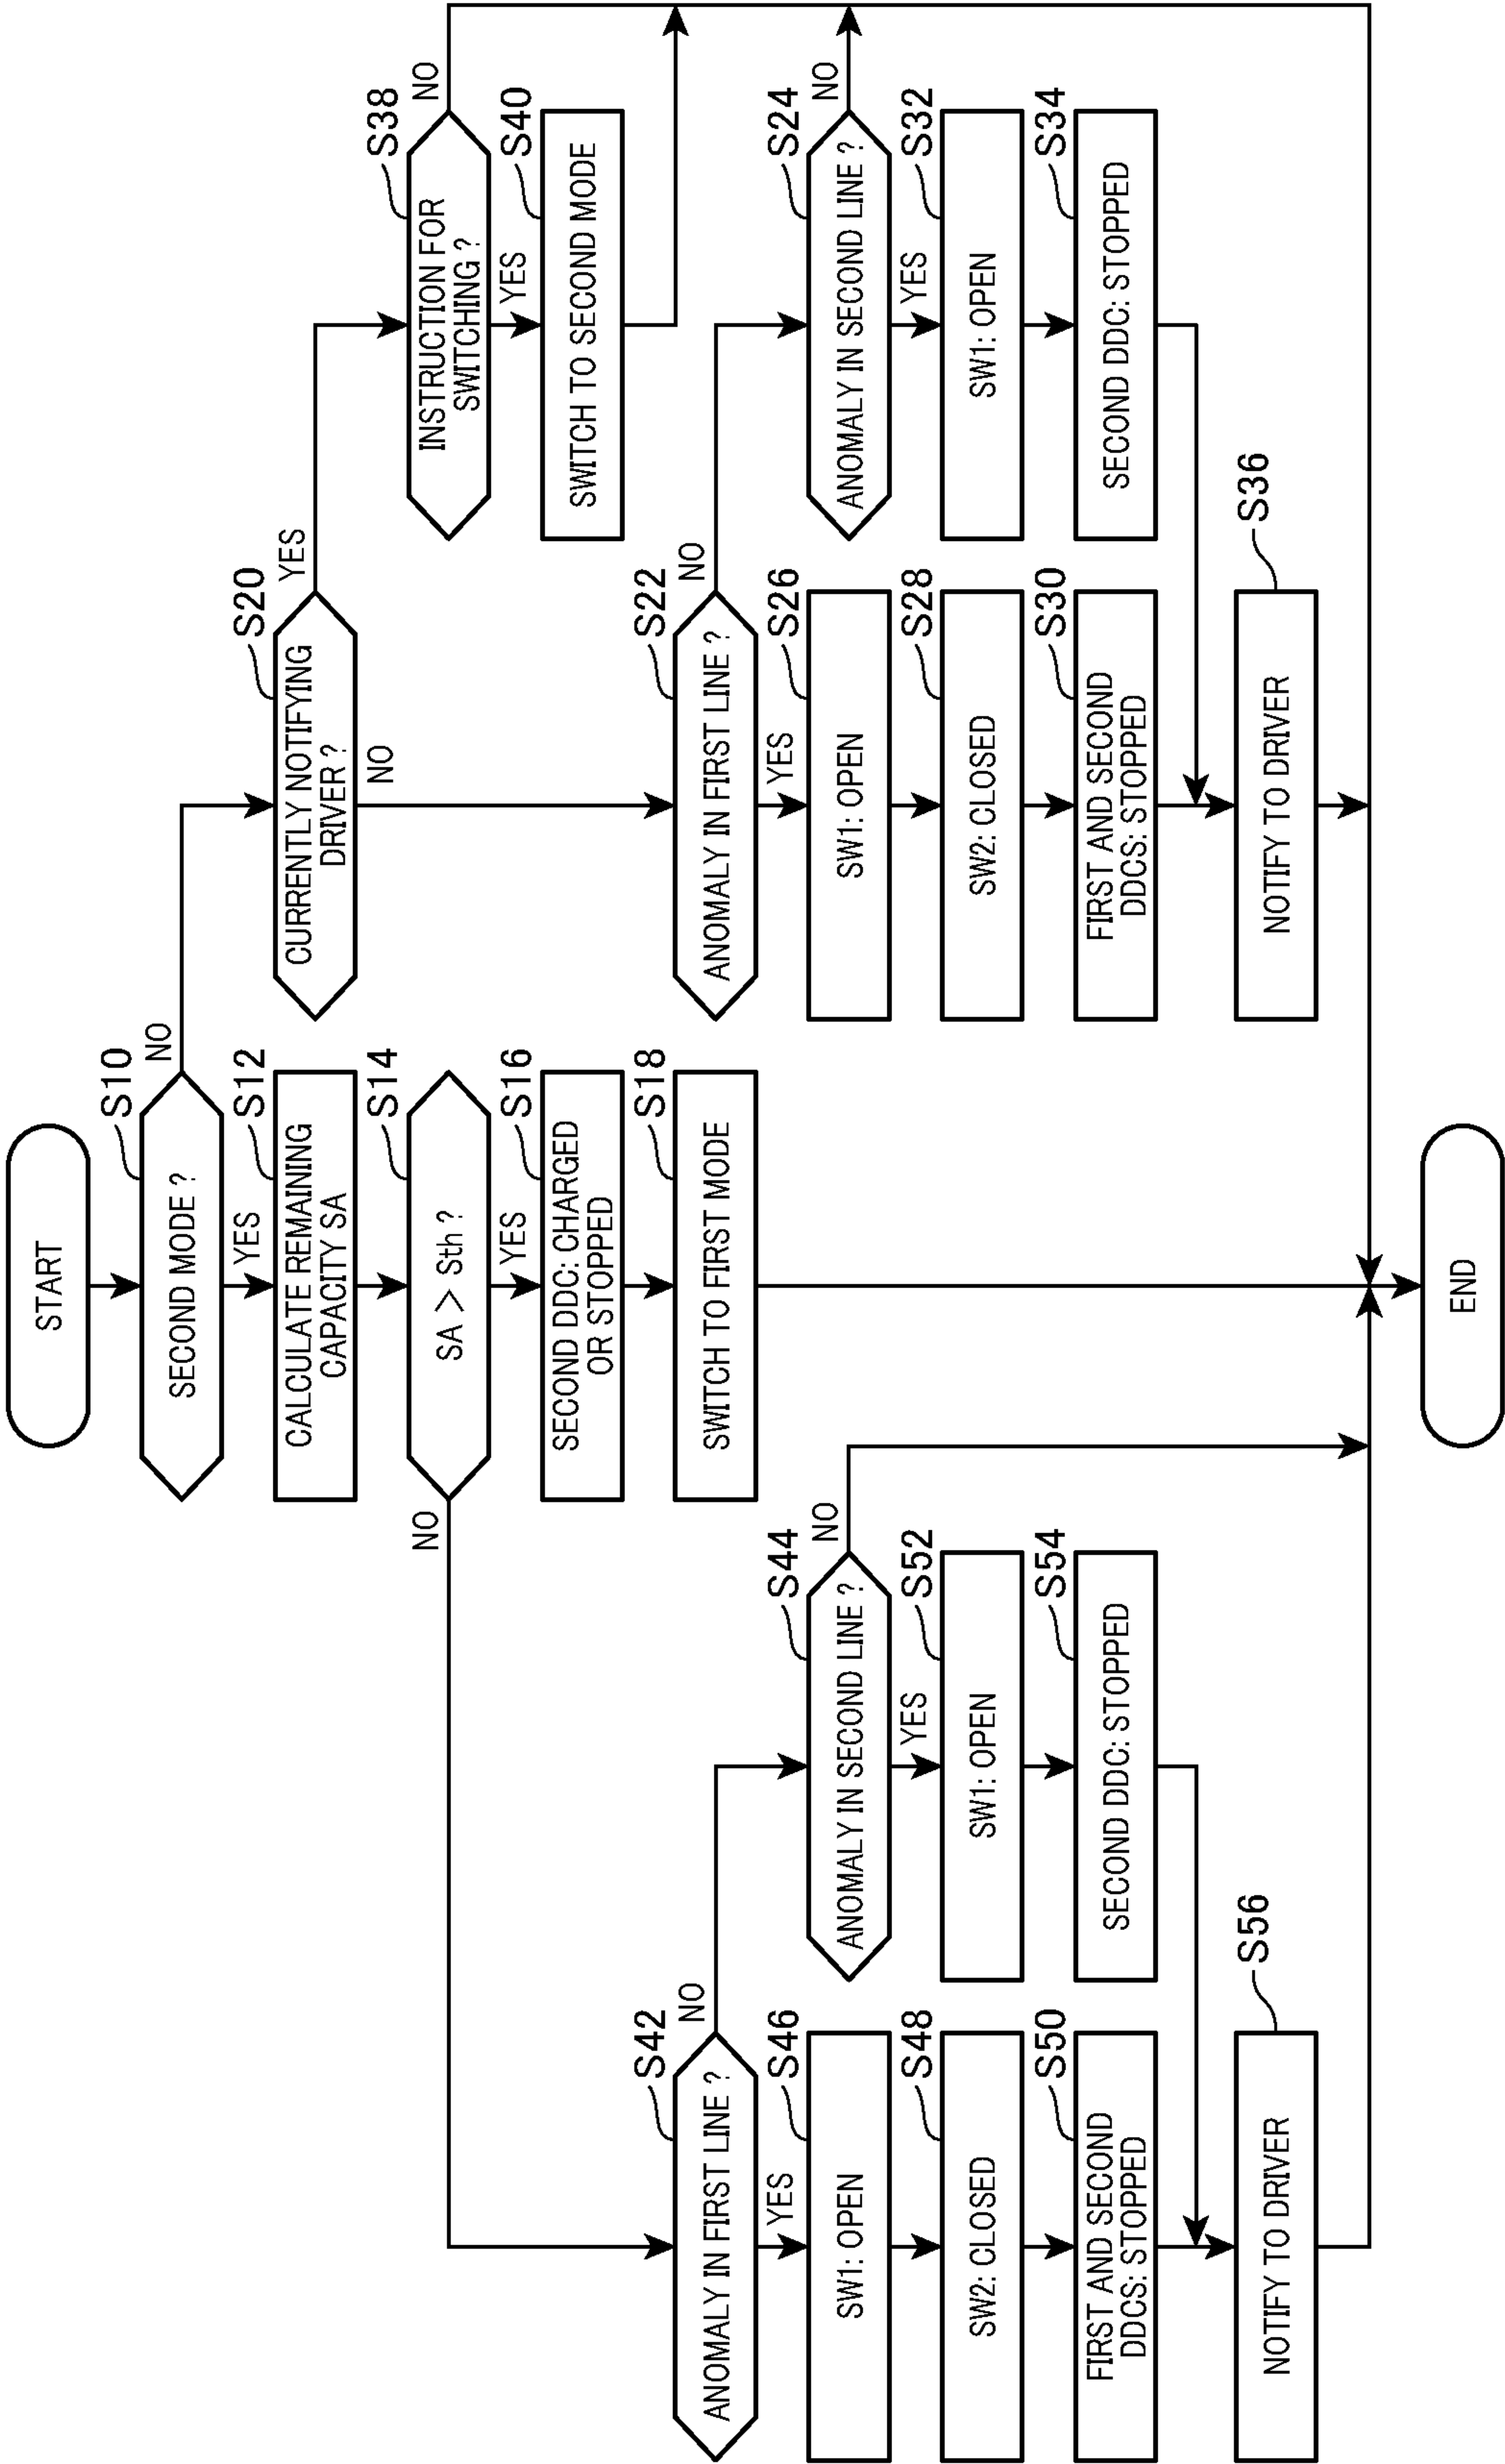 START
S10
SECOND MODE ?
NO
YES
S12
CALCULATE REMAINING
CAPACITY SA
S14
SA > Sth ?
NO
YES
S16
SECOND DDC: CHARGED
OR STOPPED
S18
SWITCH TO FIRST MODE
S20
CURRENTLY NOTIFYING
DRIVER ?
YES
NO
S38
INSTRUCTION FOR
SWITCHING ?
NO
YES
S40
SWITCH TO SECOND MODE
S22
ANOMALY IN FIRST LINE ?
NO
YES
S26
SW1: OPEN
S28
SW2: CLOSED
S30
FIRST AND SECOND
DDCS: STOPPED
S24
ANOMALY IN SECOND LINE ?
NO
YES
S32
SW1: OPEN
S34
SECOND DDC: STOPPED
S36
NOTIFY TO DRIVER
S42
ANOMALY IN FIRST LINE ?
NO
YES
S46
SW1: OPEN
S48
SW2: CLOSED
S50
FIRST AND SECOND
DDCS: STOPPED
S44
ANOMALY IN SECOND LINE ?
NO
YES
S52
SW1: OPEN
S54
SECOND DDC: STOPPED
S56
NOTIFY TO DRIVER
END